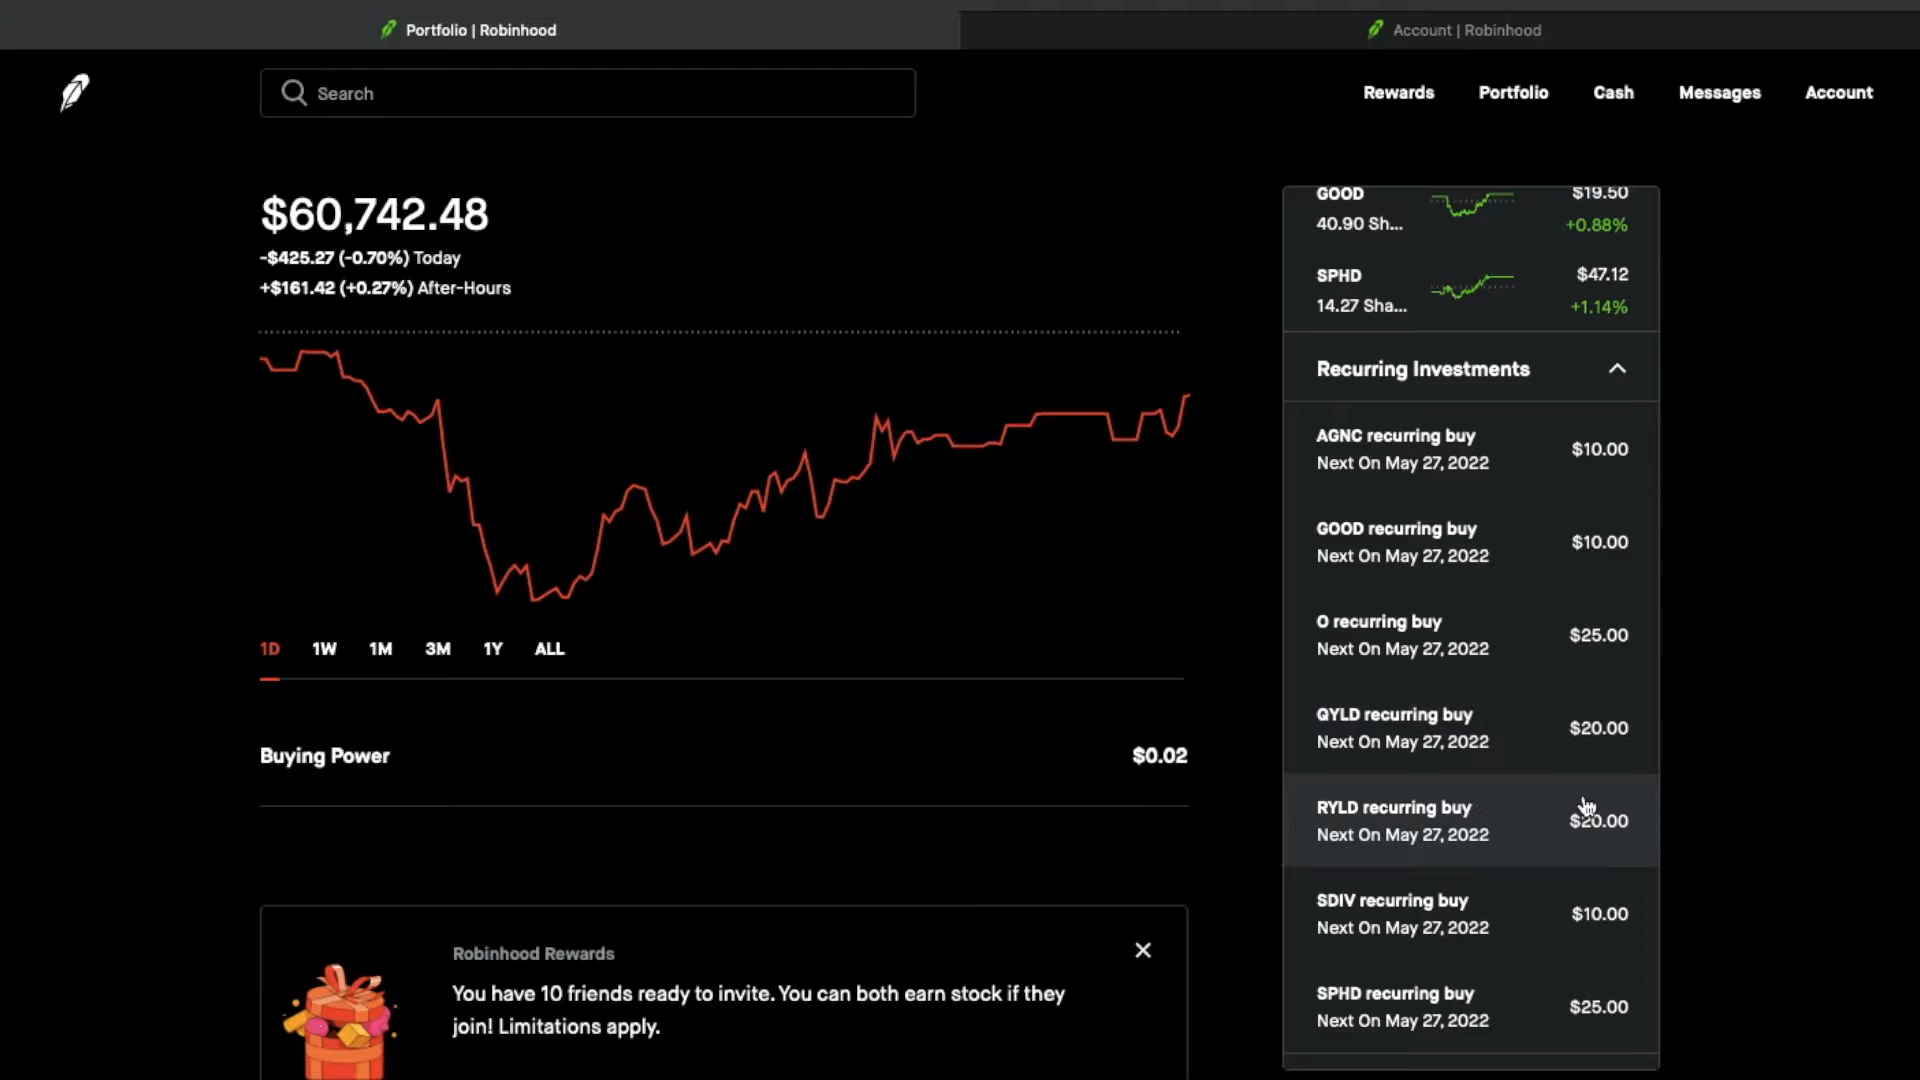 Portfolio | Robinhood
Account | Robinhood
Search
Rewards
Portfolio
Cash
Messages
Account
$60,742.48
-$425.27 (-0.70%) Today
+$161.42 (+0.27%) After-Hours
1D 1W 1M 3M 1Y ALL
Buying Power $0.02
Robinhood Rewards
You have 10 friends ready to invite. You can both earn stock if they
join! Limitations apply.
GOOD $19.50
40.90 Sh... +0.88%
SPHD $47.12
14.27 Sha... +1.14%
Recurring Investments
AGNC recurring buy
Next On May 27, 2022
$10.00
GOOD recurring buy
Next On May 27, 2022
$10.00
O recurring buy
Next On May 27, 2022
$25.00
QYLD recurring buy
Next On May 27, 2022
$20.00
RYLD recurring buy
Next On May 27, 2022
$20.00
SDIV recurring buy
Next On May 27, 2022
$10.00
SPHD recurring buy
Next On May 27, 2022
$25.00